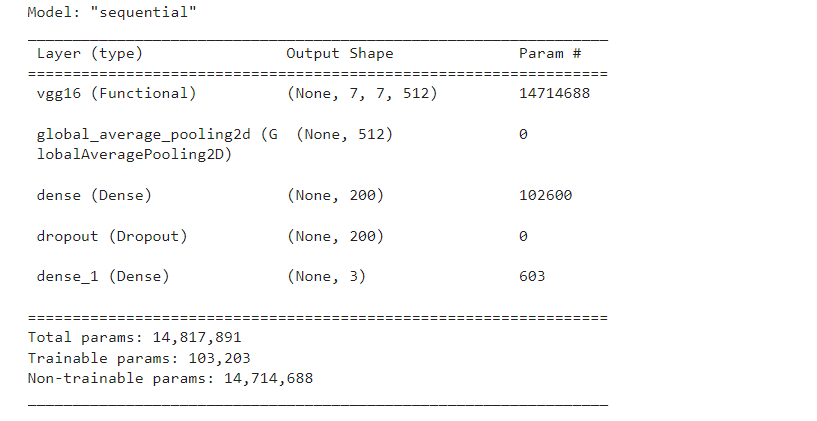 Model: "sequential"
_________________________________________________________________
Layer (type) Output Shape Param #
=================================================================
vgg16 (Functional) (None, 7, 7, 512) 14714688
global_average_pooling2d (G (None, 512) 0
lobalAveragePooling2D)
dense (Dense) (None, 200) 102600
dropout (Dropout) (None, 200) 0
dense_1 (Dense) (None, 3) 603
=================================================================
Total params: 14,817,891
Trainable params: 103,203
Non-trainable params: 14,714,688
_________________________________________________________________